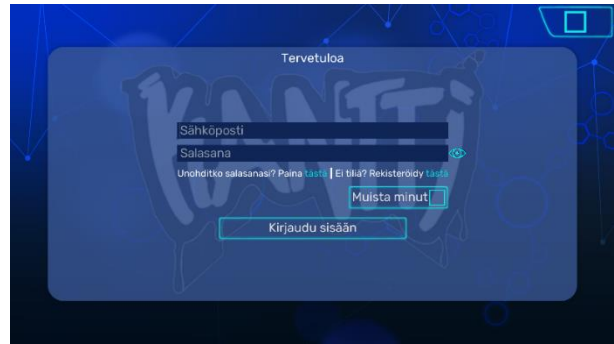 Tervetuloa
KANTTI
Sähköposti
Salasana
Unohditko salasanasi? Paina tästä | Ei tiliä? Rekisteröidy tästä
Muista minut
Kirjaudu sisään